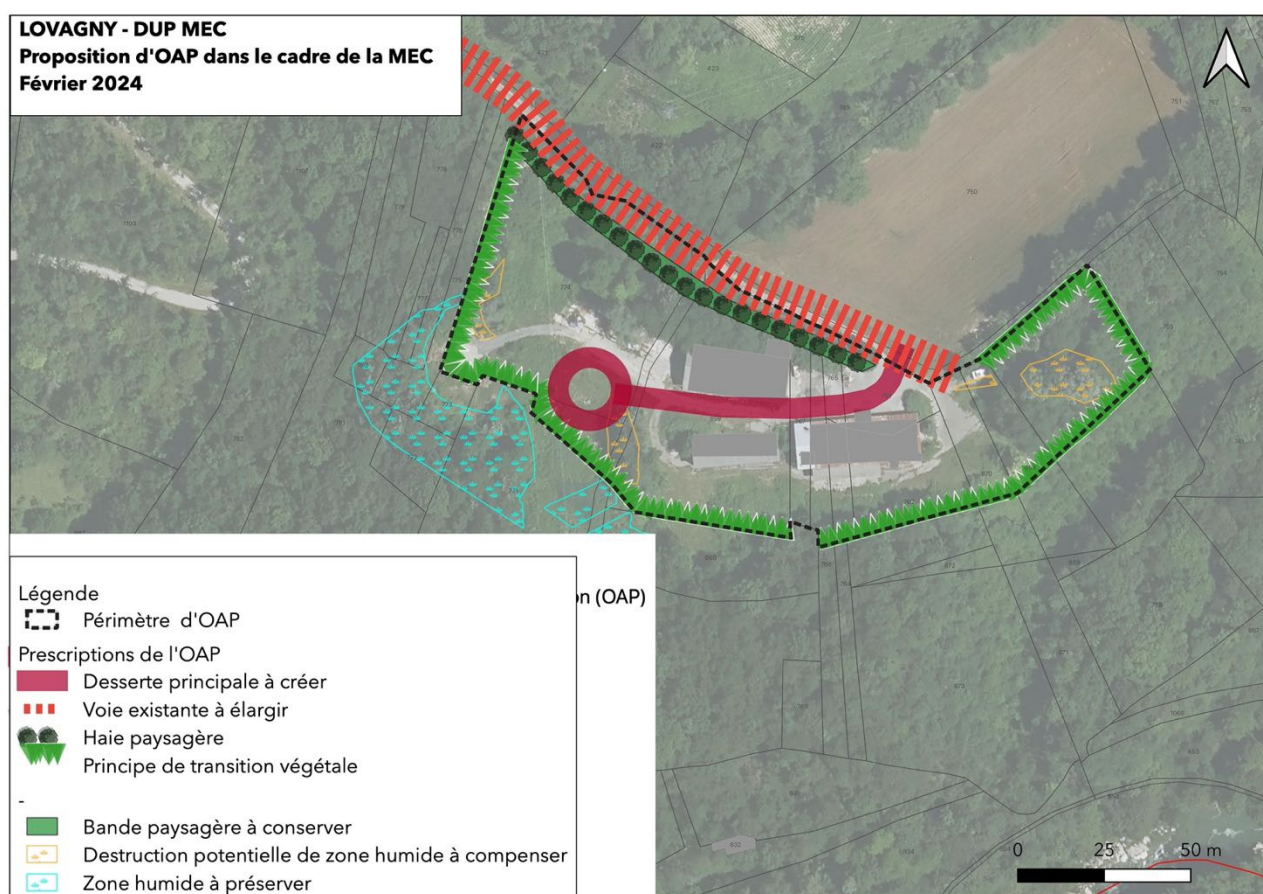 LOVAGNY - DUP MEC
Proposition d'OAP dans le cadre de la MEC
Février 2024
n (OAP)
Légende
Périmètre d'OAP
Prescriptions de l'OAP
Desserte principale à créer
Voie existante à élargir
Haie paysagère
Principe de transition végétale
-
Bande paysagère à conserver
Destruction potentielle de zone humide à compenser
Zone humide à préserver
0 25 50 m